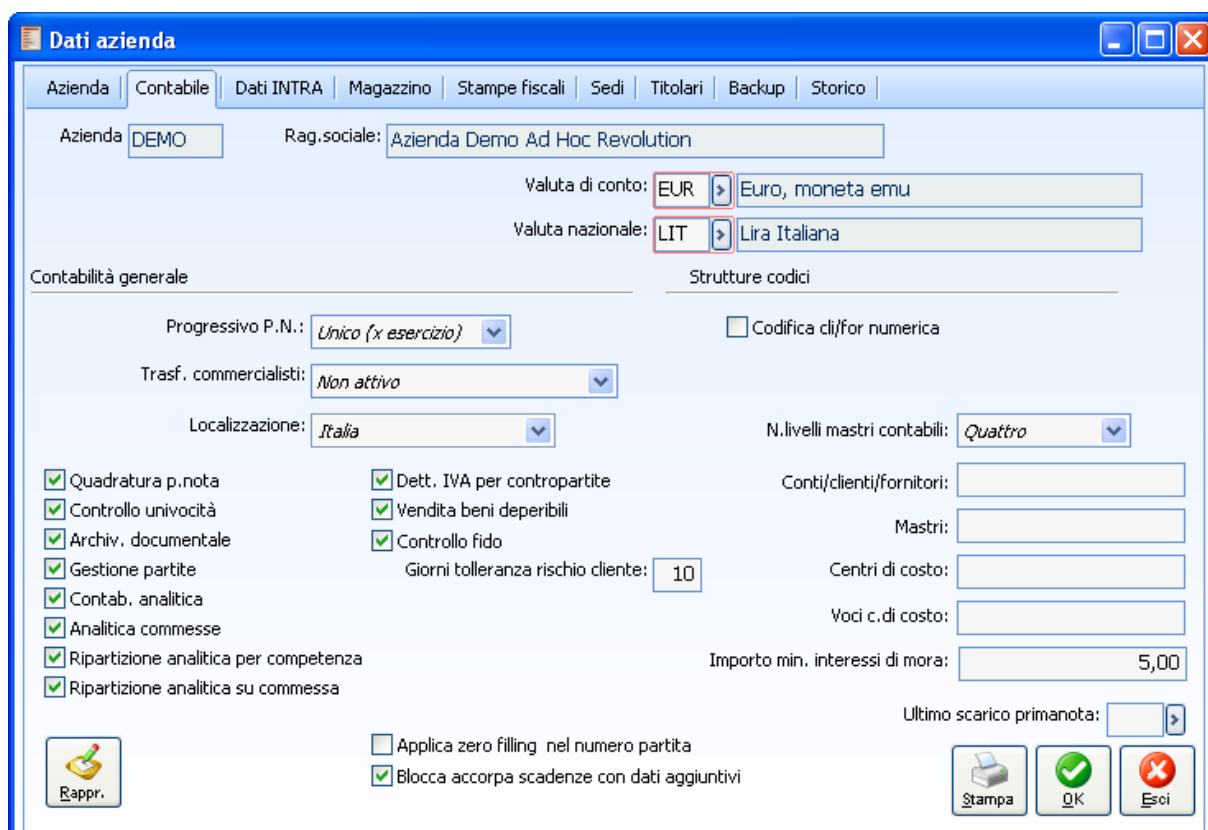 Dati azienda
Azienda Contabile Dati INTRA Magazzino Stampe fiscali Sedi Titolari Backup Storico
Azienda DEMO Rag.sociale: Azienda Demo Ad Hoc Revolution
Valuta di conto: EUR Euro, moneta emu
Valuta nazionale: LIT Lira Italiana
Contabilità generale Strutture codici
Progressivo P.N.: Unico (x esercizio) Codifica cli/for numerica
Trasf. commercialisti: Non attivo
Localizzazione: Italia N.livelli mastri contabili: Quattro
Quadratura p.nota Dett. IVA per contropartite Conti/clienti/fornitori:
Controllo univocità Vendita beni deperibili Mastri:
Archiv. documentale Controllo fido
Gestione partite Giorni tolleranza rischio cliente: 10 Centri di costo:
Contab. analitica Voci c.di costo:
Analitica commesse
Ripartizione analitica per competenza Importo min. interessi di mora: 5,00
Ripartizione analitica su commessa
Ultimo scarico primanota:
Applica zero filling nel numero partita
Blocca accorpa scadenze con dati aggiuntivi
Rappr. Stampa OK Esci